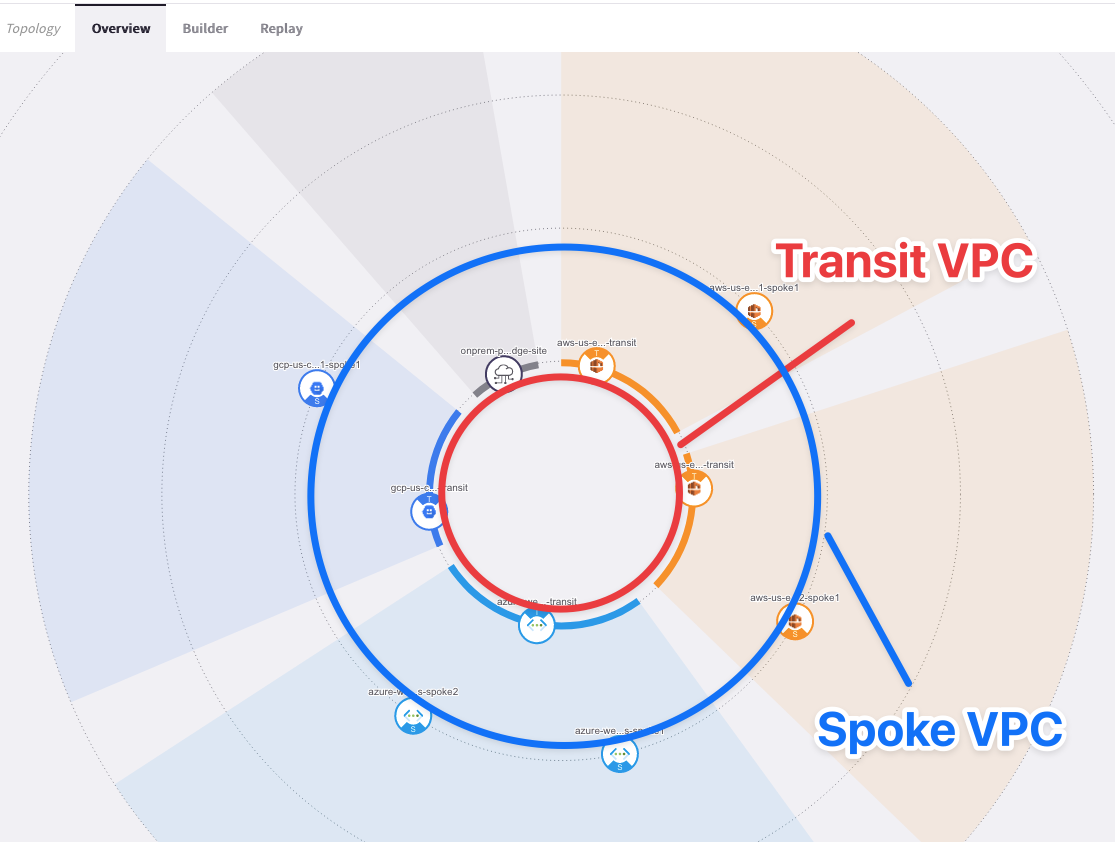 Topology Overview Builder Replay
Transit VPC
aws-us-e...1-spoke1
aws-us-e...-transit
onprem-p...dge-site
gcp-us-c...1-spoke1
T
aws-us-e...-transit
T
gcp-us-c...-transit
T
S
S
aws-us-e...2-spoke1
S
azure-we...-transit
T
azure-we...s-spoke2
S
azure-we...s-spoke1
S
Spoke VPC